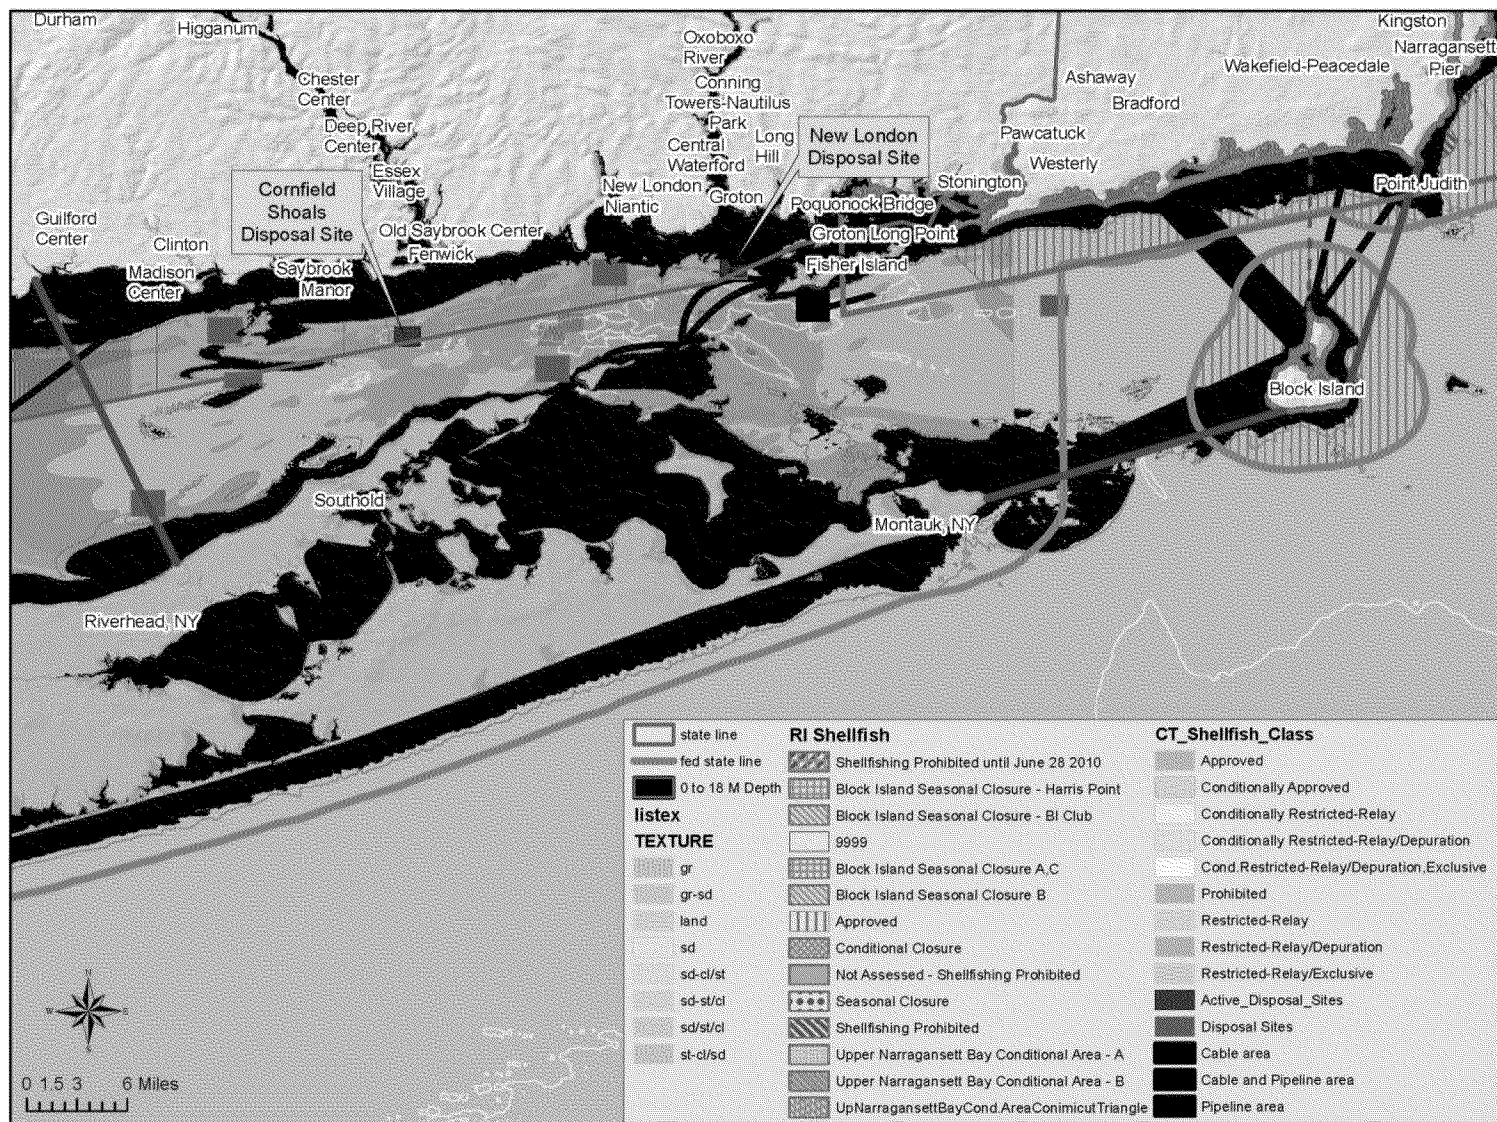 Durham
Higganum
Kingston
Narragansett
Pier
Oxoboxo
River
Wakefield-Peacedale
Chester
Center
Conning
Towers-Nautilus
Park
Ashaway
Bradford
Deep River
Center
Long
Hill
New London
Disposal Site
Pawcatuck
Central
Waterford
Westerly
Essex
Village
Cornfield
Shoals
Disposal Site
New London
Niantic
Groton
Stonington
Point Judith
Poquonock Bridge
Guilford
Center
Clinton
Old Saybrook Center
Fenwick
Groton Long Point
Fisher Island
Madison
Center
Saybrook
Manor
Block Island
Southold
Montauk, NY
Riverhead, NY
state line
fed state line
0 to 18 M Depth
listex
TEXTURE
gr
gr-sd
land
sd
sd-cl/st
sd-st/cl
sd/st/cl
st-cl/sd
RI Shellfish
Shellfishing Prohibited until June 28 2010
Block Island Seasonal Closure - Harris Point
Block Island Seasonal Closure - BI Club
9999
Block Island Seasonal Closure A,C
Block Island Seasonal Closure B
Approved
Conditional Closure
Not Assessed - Shellfishing Prohibited
Seasonal Closure
Shellfishing Prohibited
Upper Narragansett Bay Conditional Area - A
Upper Narragansett Bay Conditional Area - B
UpNarragansettBayCond.AreaConimicutTriangle
CT_Shellfish_Class
Approved
Conditionally Approved
Conditionally Restricted-Relay
Conditionally Restricted-Relay/Depuration
Cond.Restricted-Relay/Depuration,Exclusive
Prohibited
Restricted-Relay
Restricted-Relay/Depuration
Restricted-Relay/Exclusive
Active_Disposal_Sites
Disposal Sites
Cable area
Cable and Pipeline area
Pipeline area
N
W
E
S
0 1.5 3 6 Miles